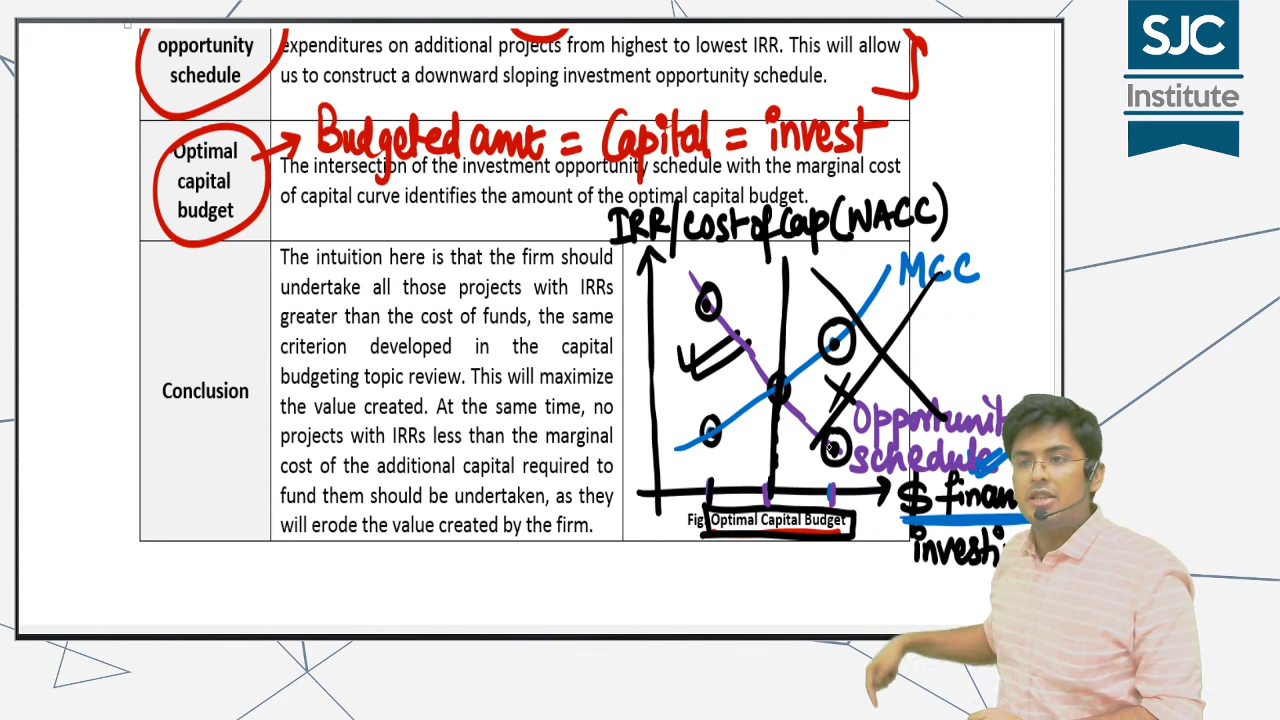 SJC
Institute
opportunity
schedule
expenditures on additional projects from highest to lowest IRR. This will allow
us to construct a downward sloping investment opportunity schedule.
Budgeted amt = Capital = invest
Optimal
capital
budget
The intersection of the investment opportunity schedule with the marginal cost
of capital curve identifies the amount of the optimal capital budget.
IRR/Cost of Cap (WACC)
Conclusion
The intuition here is that the firm should
undertake all those projects with IRRs
greater than the cost of funds, the same
criterion developed in the capital
budgeting topic review. This will maximize
the value created. At the same time, no
projects with IRRs less than the marginal
cost of the additional capital required to
fund them should be undertaken, as they
will erode the value created by the firm.
MCC
Opportunit
schedule
$ finan
investi
Fig Optimal Capital Budget